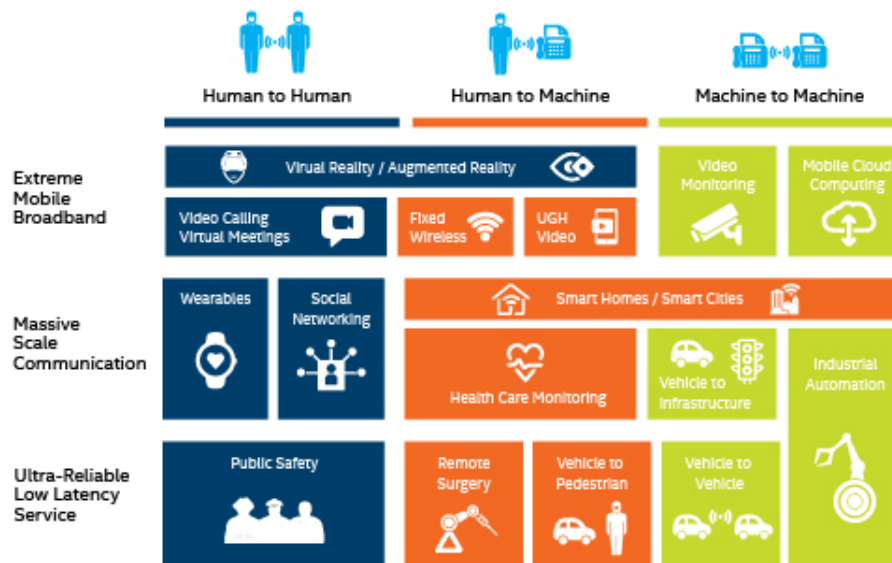 Human to Human
Human to Machine
Machine to Machine
Extreme
Mobile
Broadband
Virual Reality / Augmented Reality
Video
Monitoring
Mobile Cloud
Computing
Video Calling
Virtual Meetings
Fixed
Wireless
UGH
Video
Massive
Scale
Communication
Wearables
Social
Networking
Smart Homes / Smart Cities
Health Care Monitoring
Vehicle to
Infrastructure
Industrial
Automation
Ultra-Reliable
Low Latency
Service
Public Safety
Remote
Surgery
Vehicle to
Pedestrian
Vehicle to
Vehicle